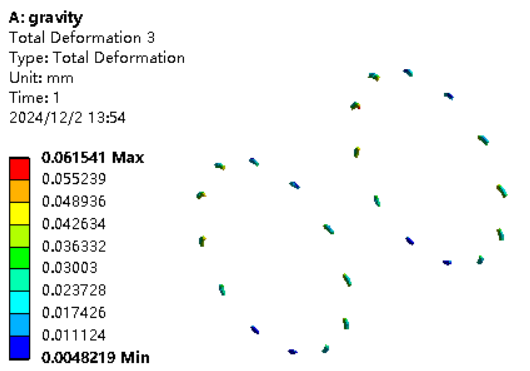 A: gravity
Total Deformation 3
Type: Total Deformation
Unit: mm
Time: 1
2024/12/2 13:54
0.061541 Max
0.055239
0.048936
0.042634
0.036332
0.03003
0.023728
0.017426
0.011124
0.0048219 Min